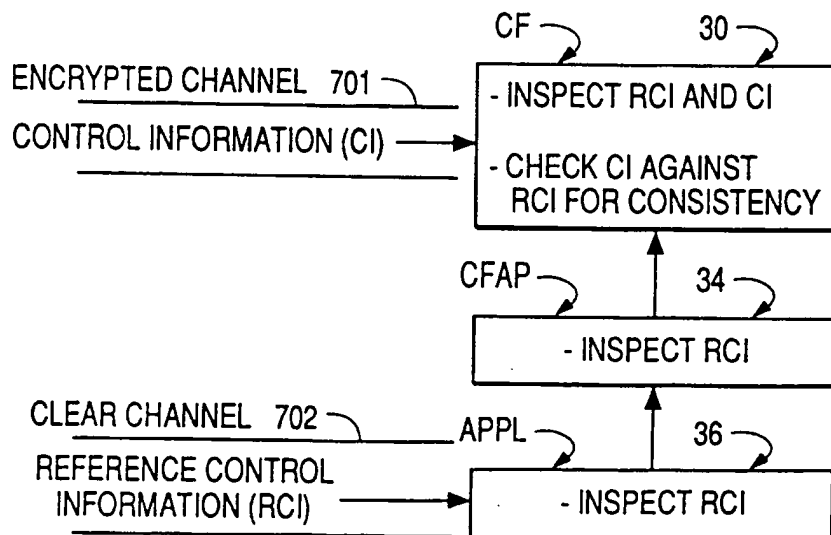 CF 30
ENCRYPTED CHANNEL 701
- INSPECT RCI AND CI
CONTROL INFORMATION (CI)
- CHECK CI AGAINST
RCI FOR CONSISTENCY
CFAP 34
- INSPECT RCI
CLEAR CHANNEL 702
APPL 36
REFERENCE CONTROL
INFORMATION (RCI)
- INSPECT RCI